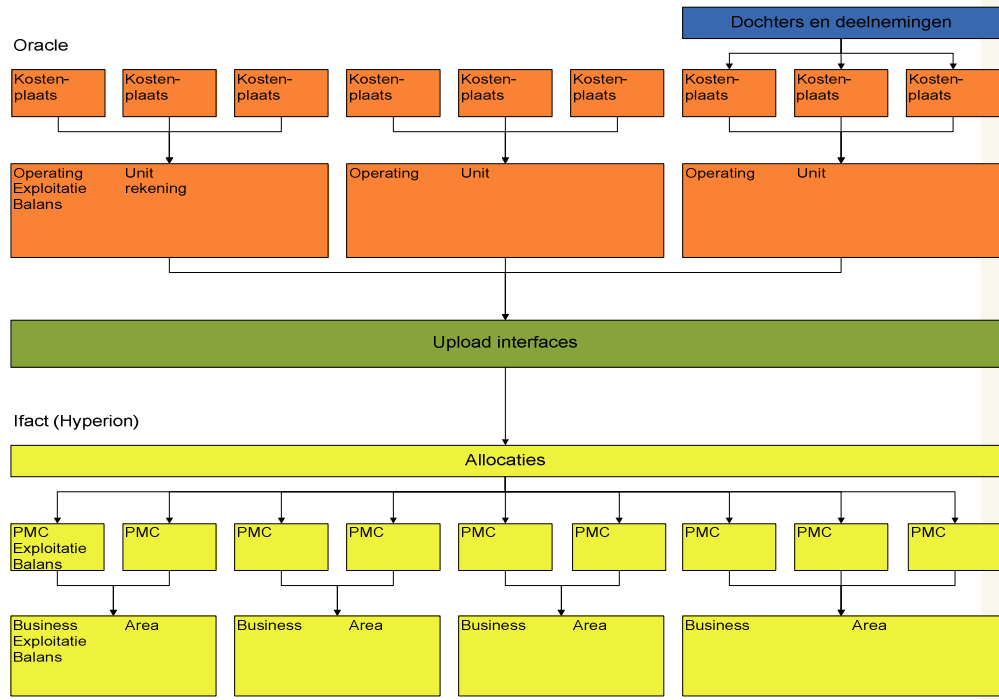 Dochters en deelnemingen
Oracle
Kosten-
plaats
Kosten-
plaats
Kosten-
plaats
Kosten-
plaats
Kosten-
plaats
Kosten-
plaats
Kosten-
plaats
Kosten-
plaats
Kosten-
plaats
Operating Unit
Exploitatie rekening
Balans
Operating Unit
Operating Unit
Upload interfaces
Ifact (Hyperion)
Allocaties
PMC
Exploitatie
Balans
PMC
PMC
PMC
PMC
PMC
PMC
PMC
PMC
Business Area
Exploitatie
Balans
Business Area
Business Area
Business Area